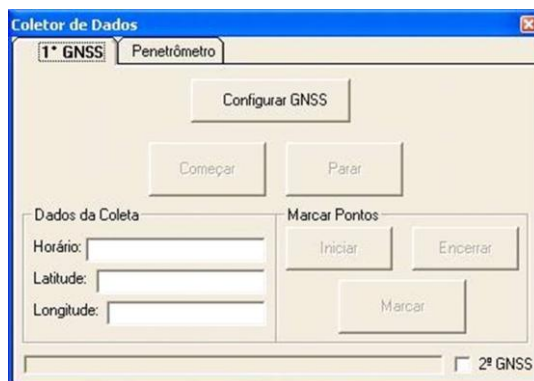 Coletor de Dados
1° GNSS Penetrômetro
Configurar GNSS
Começar Parar
Dados da Coleta
Horário:
Latitude:
Longitude:
Marcar Pontos
Iniciar Encerrar
Marcar
2ª GNSS